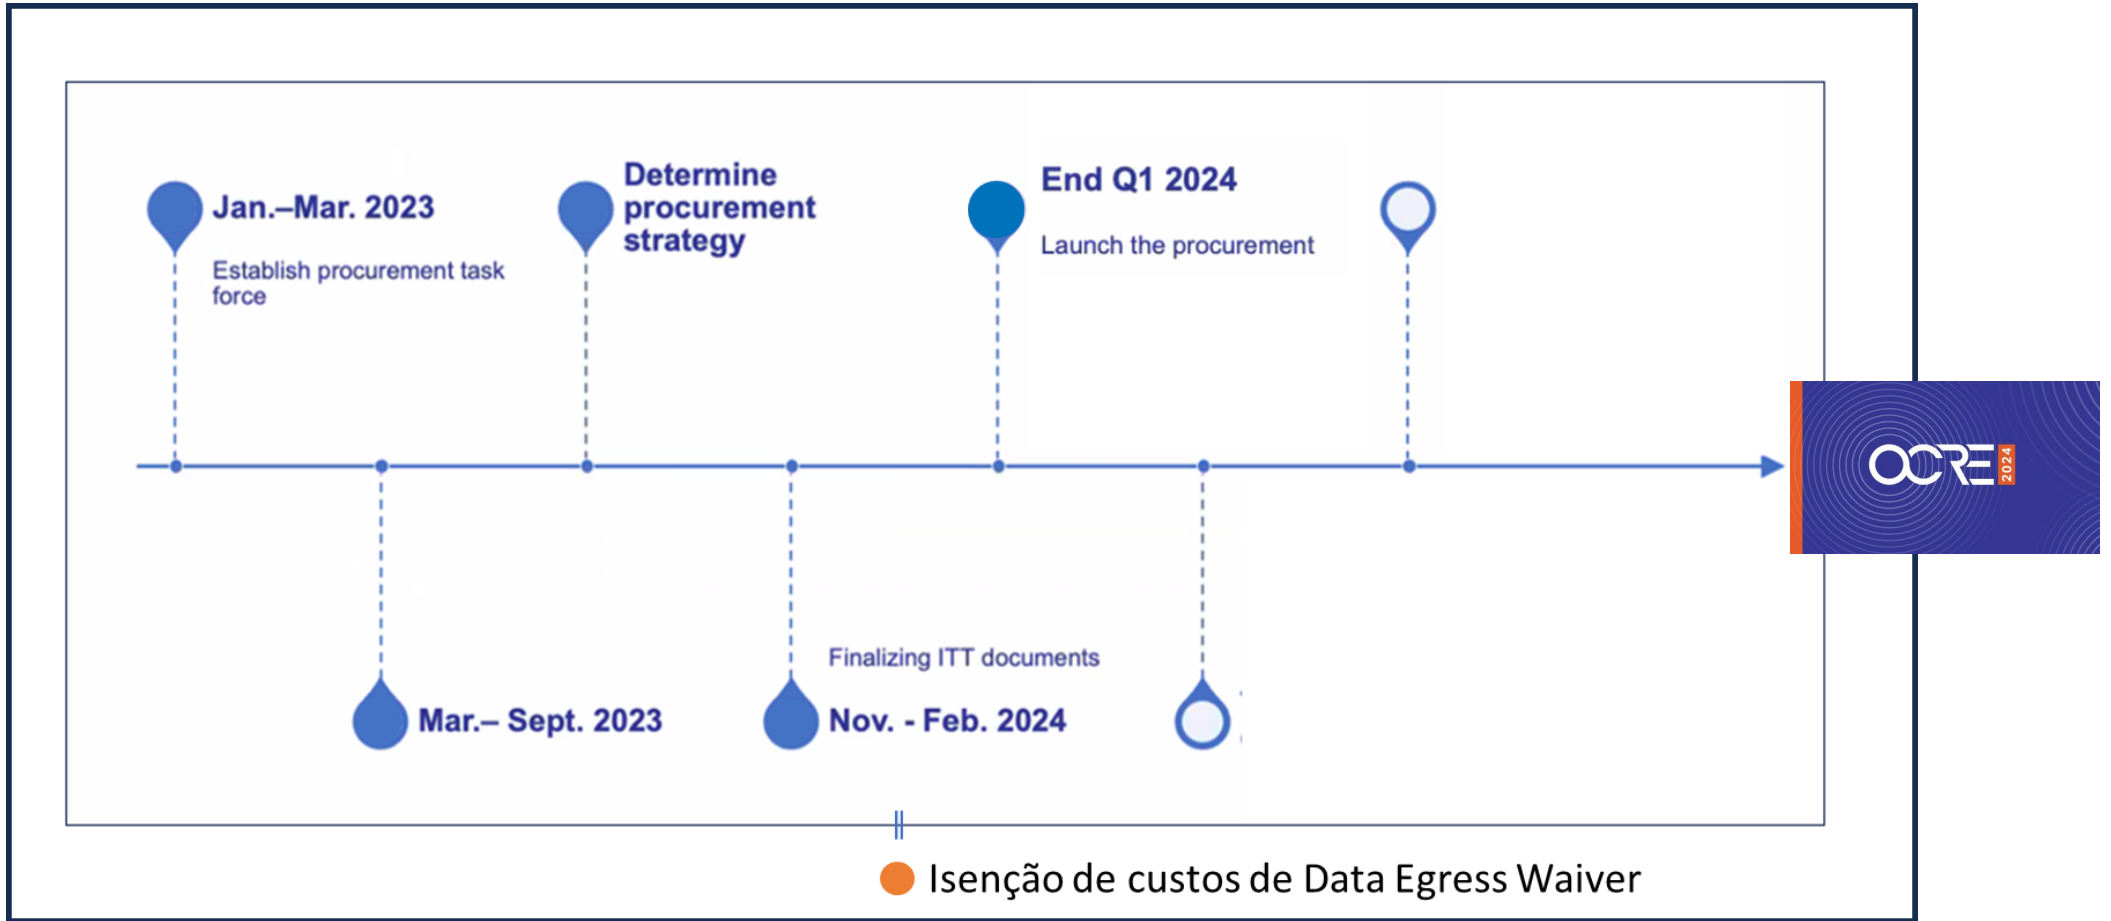 Jan.–Mar. 2023
Establish procurement task
force
Determine
procurement
strategy
End Q1 2024
Launch the procurement
Mar.– Sept. 2023
Finalizing ITT documents
Nov. - Feb. 2024
OCRE 2024
Isenção de custos de Data Egress Waiver